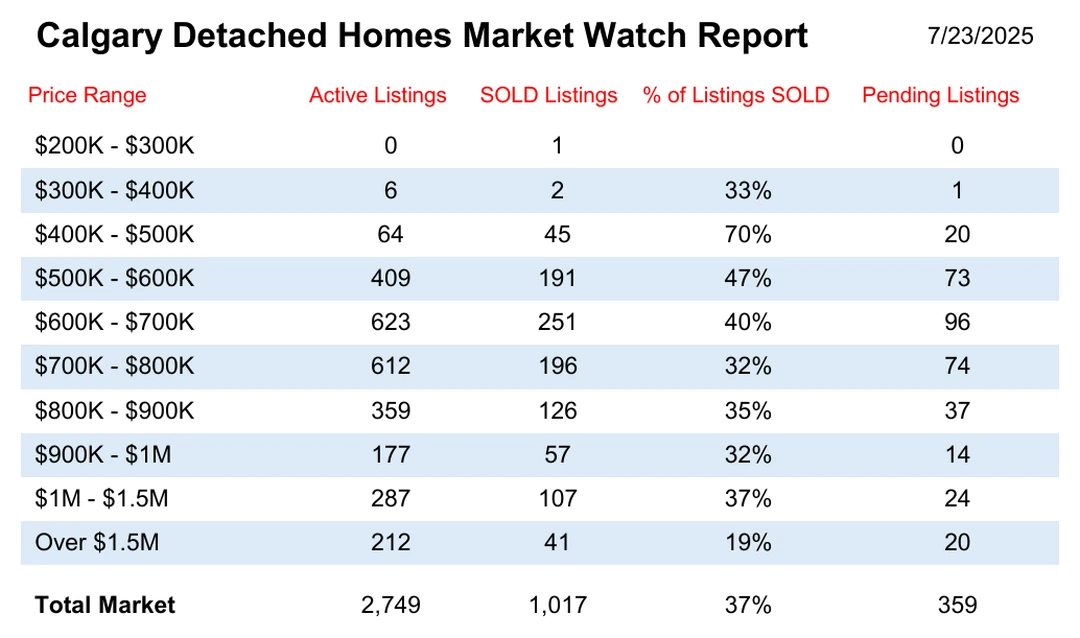 Calgary Detached Homes Market Watch Report 7/23/2025
Price Range Active Listings SOLD Listings % of Listings SOLD Pending Listings
$200K - $300K 0 1 0
$300K - $400K 6 2 33% 1
$400K - $500K 64 45 70% 20
$500K - $600K 409 191 47% 73
$600K - $700K 623 251 40% 96
$700K - $800K 612 196 32% 74
$800K - $900K 359 126 35% 37
$900K - $1M 177 57 32% 14
$1M - $1.5M 287 107 37% 24
Over $1.5M 212 41 19% 20
Total Market 2,749 1,017 37% 359